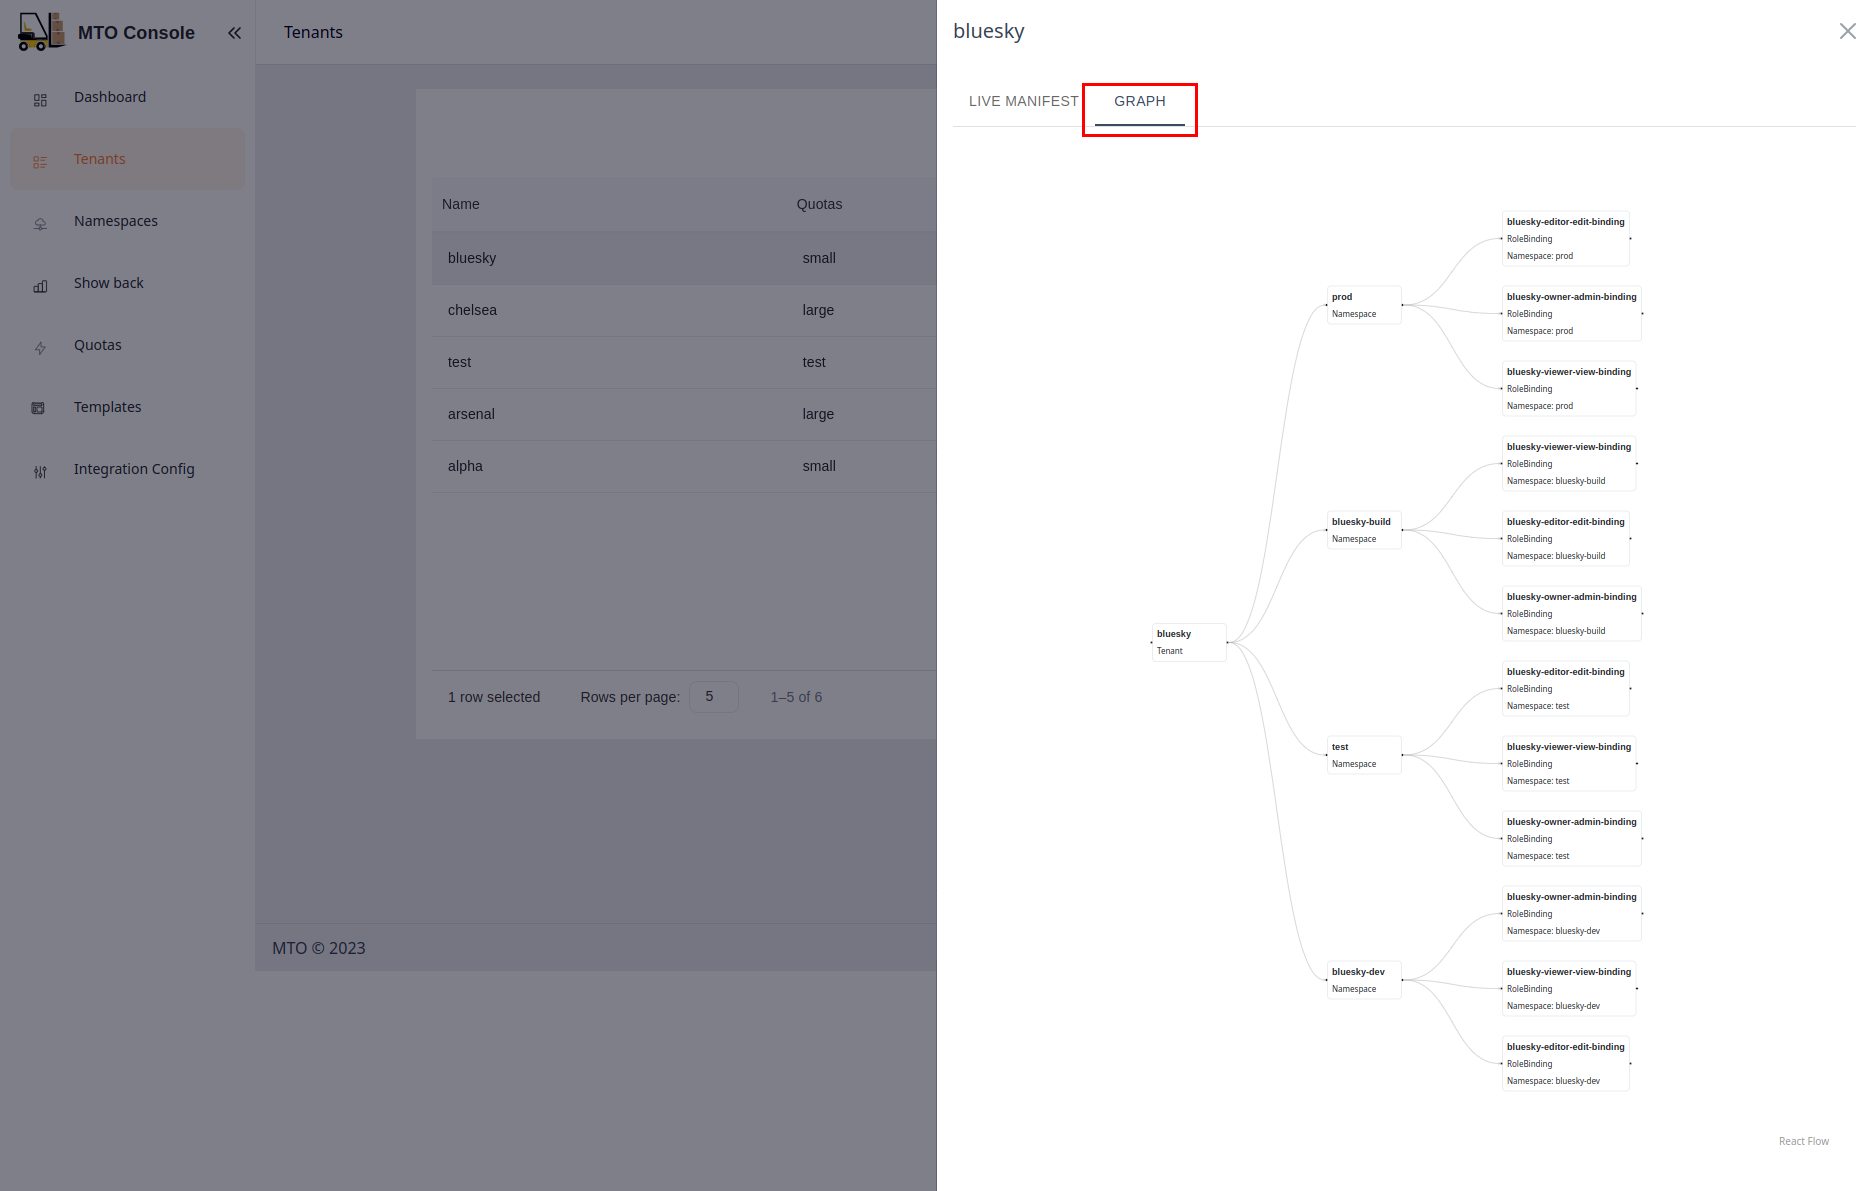 MTO Console
Dashboard
Tenants
Namespaces
Show back
Quotas
Templates
Integration Config
Tenants
Name Quotas
bluesky small
chelsea large
test test
arsenal large
alpha small
1 row selected Rows per page: 5 1–5 of 6
MTO © 2023
bluesky
LIVE MANIFEST GRAPH
bluesky
Tenant
prod
Namespace
bluesky-build
Namespace
test
Namespace
bluesky-dev
Namespace
bluesky-editor-edit-binding
RoleBinding
Namespace: prod
bluesky-owner-admin-binding
RoleBinding
Namespace: prod
bluesky-viewer-view-binding
RoleBinding
Namespace: prod
bluesky-viewer-view-binding
RoleBinding
Namespace: bluesky-build
bluesky-editor-edit-binding
RoleBinding
Namespace: bluesky-build
bluesky-owner-admin-binding
RoleBinding
Namespace: bluesky-build
bluesky-editor-edit-binding
RoleBinding
Namespace: test
bluesky-viewer-view-binding
RoleBinding
Namespace: test
bluesky-owner-admin-binding
RoleBinding
Namespace: test
bluesky-owner-admin-binding
RoleBinding
Namespace: bluesky-dev
bluesky-viewer-view-binding
RoleBinding
Namespace: bluesky-dev
bluesky-editor-edit-binding
RoleBinding
Namespace: bluesky-dev
React Flow